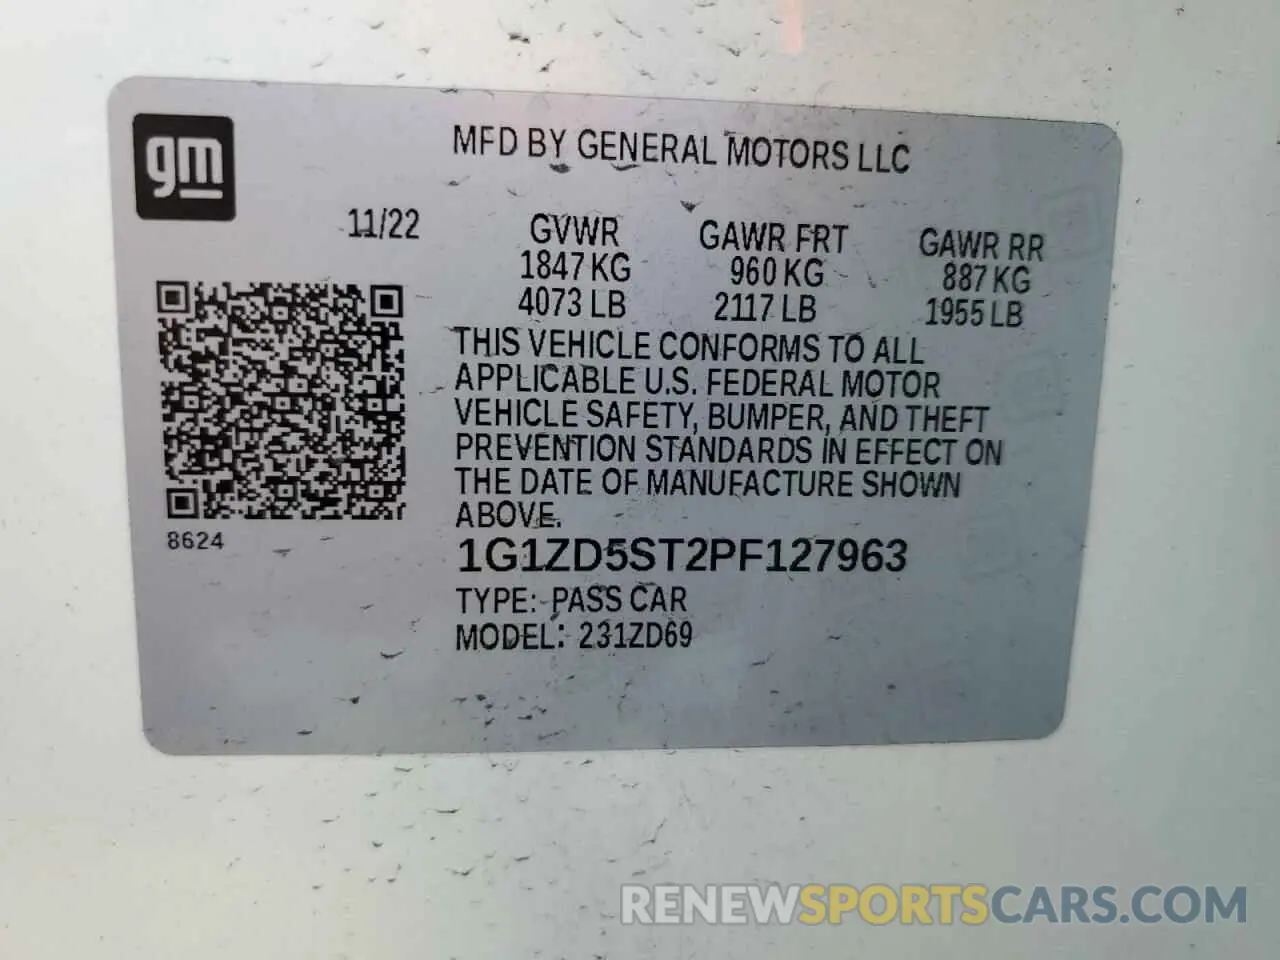 gm
MFD BY GENERAL MOTORS LLC
11/22
GVWR GAWR FRT GAWR RR
1847 KG 960 KG 887 KG
4073 LB 2117 LB 1955 LB
THIS VEHICLE CONFORMS TO ALL
APPLICABLE U.S. FEDERAL MOTOR
VEHICLE SAFETY, BUMPER, AND THEFT
PREVENTION STANDARDS IN EFFECT ON
THE DATE OF MANUFACTURE SHOWN
ABOVE.
8624
1G1ZD5ST2PF127963
TYPE: PASS CAR
MODEL: 231ZD69
RENEWSPORTSCARS.COM